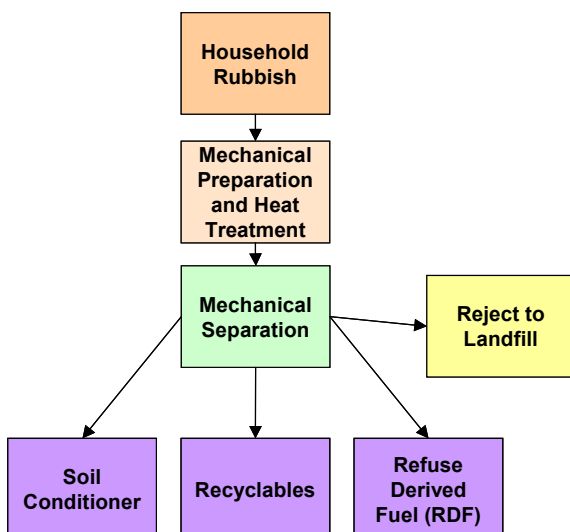 Household
Rubbish
Mechanical
Preparation
and Heat
Treatment
Mechanical
Separation
Reject to
Landfill
Soil
Conditioner
Recyclables
Refuse
Derived
Fuel (RDF)